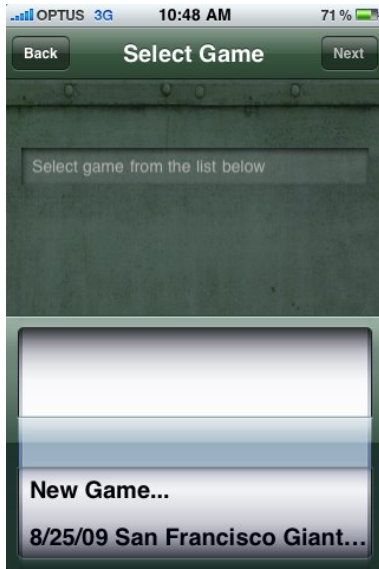 OPTUS 3G 10:48 AM 71 %
Back Select Game Next
Select game from the list below
New Game...
8/25/09 San Francisco Giant...